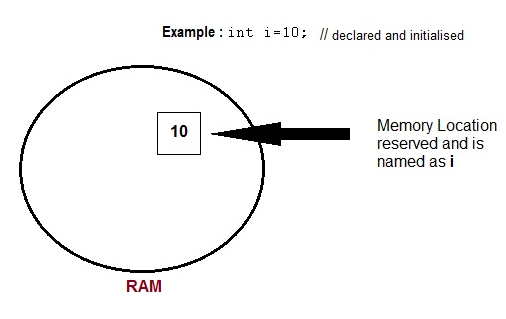 Example : int i=10; // declared and initialised
10
Memory Location
reserved and is
named as i
RAM